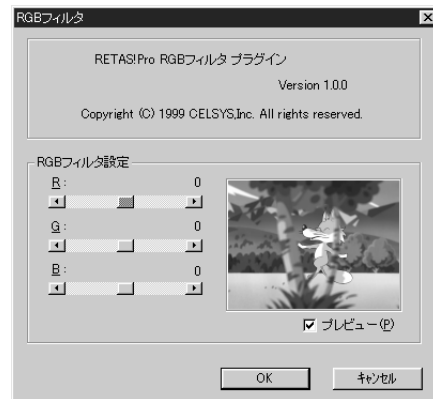 RGBフィルタ
RETAS!Pro RGBフィルタ プラグイン
Version 1.0.0
Copyright (C) 1999 CELSYS,Inc. All rights reserved.
RGBフィルタ設定
R: 0
G: 0
B: 0
プレビュー(P)
OK キャンセル